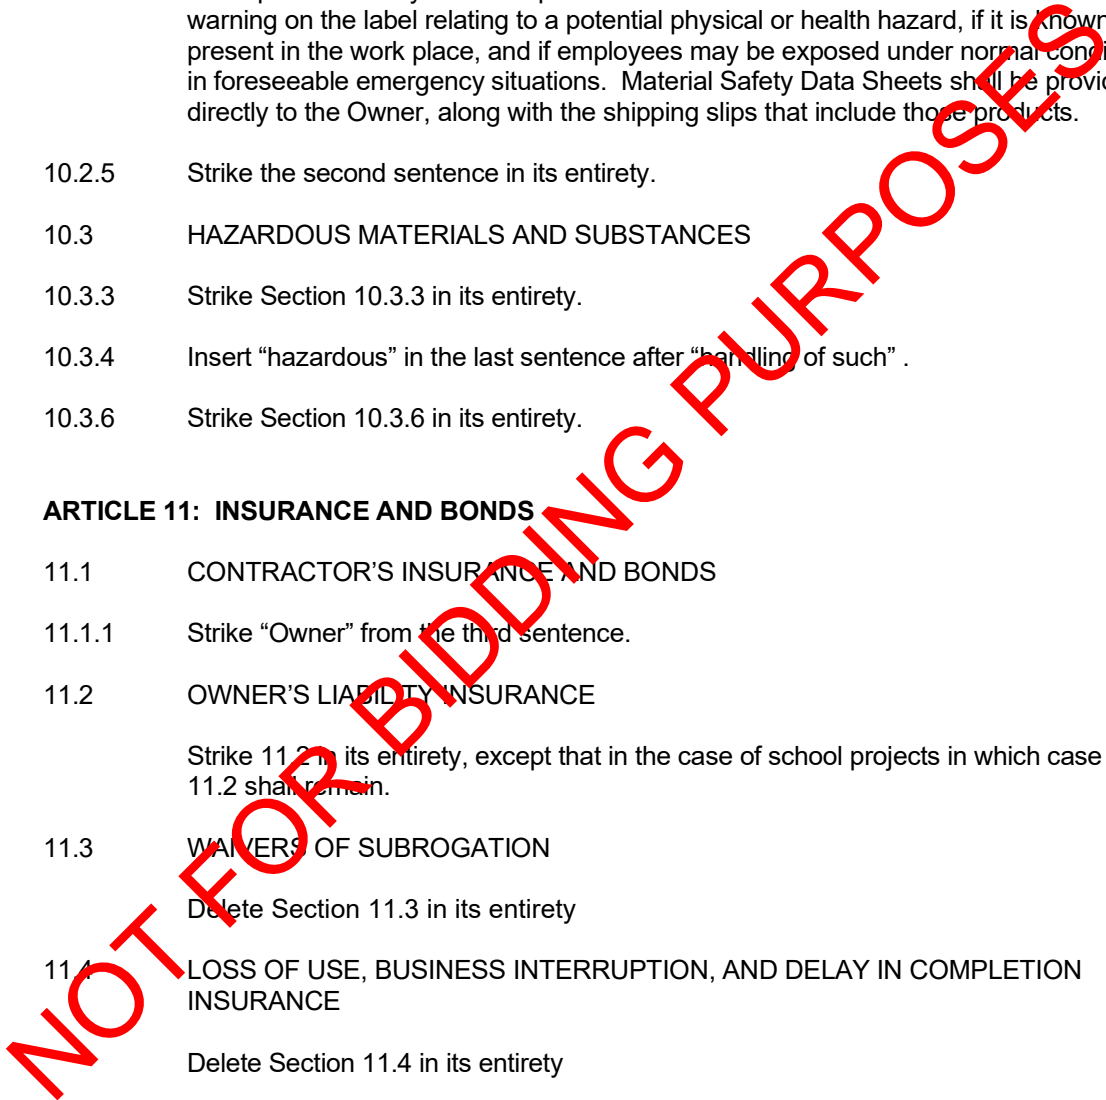 warning on the label relating to a potential physical or health hazard, if it is known
present in the work place, and if employees may be exposed under normal
in foreseeable emergency situations.  Material Safety Data Sheets shall be
directly to the Owner, along with the shipping slips that include those products.
10.2.5 Strike the second sentence in its entirety.
10.3 HAZARDOUS MATERIALS AND SUBSTANCES
10.3.3 Strike Section 10.3.3 in its entirety.
10.3.4 Insert “hazardous” in the last sentence after “handling of such” .
10.3.6 Strike Section 10.3.6 in its entirety.
ARTICLE 11:  INSURANCE AND BONDS
11.1 CONTRACTOR’S INSURANCE AND BONDS
11.1.1 Strike “Owner” from the third sentence.
11.2 OWNER’S LIABILITY INSURANCE
Strike 11.2 in its entirety, except that in the case of school projects in which case
11.2 shall remain.
11.3 WAIVERS OF SUBROGATION
Delete Section 11.3 in its entirety
11.4 LOSS OF USE, BUSINESS INTERRUPTION, AND DELAY IN COMPLETION
INSURANCE
Delete Section 11.4 in its entirety
NOT FOR BIDDING PURPOSES